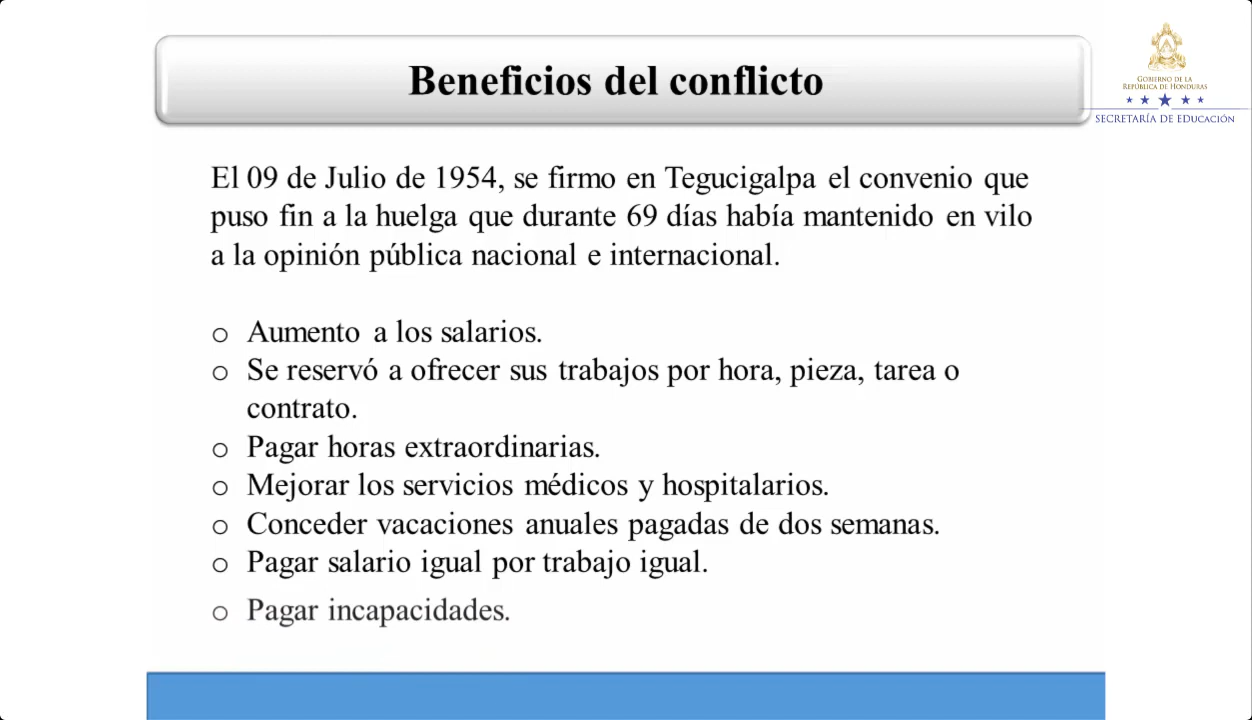 Beneficios del conflicto
GOBIERNO DE LA
REPÚBLICA DE HONDURAS
SECRETARÍA DE EDUCACIÓN
El 09 de Julio de 1954, se firmo en Tegucigalpa el convenio que
puso fin a la huelga que durante 69 días había mantenido en vilo
a la opinión pública nacional e internacional.
o Aumento a los salarios.
o Se reservó a ofrecer sus trabajos por hora, pieza, tarea o
contrato.
o Pagar horas extraordinarias.
o Mejorar los servicios médicos y hospitalarios.
o Conceder vacaciones anuales pagadas de dos semanas.
o Pagar salario igual por trabajo igual.
o Pagar incapacidades.